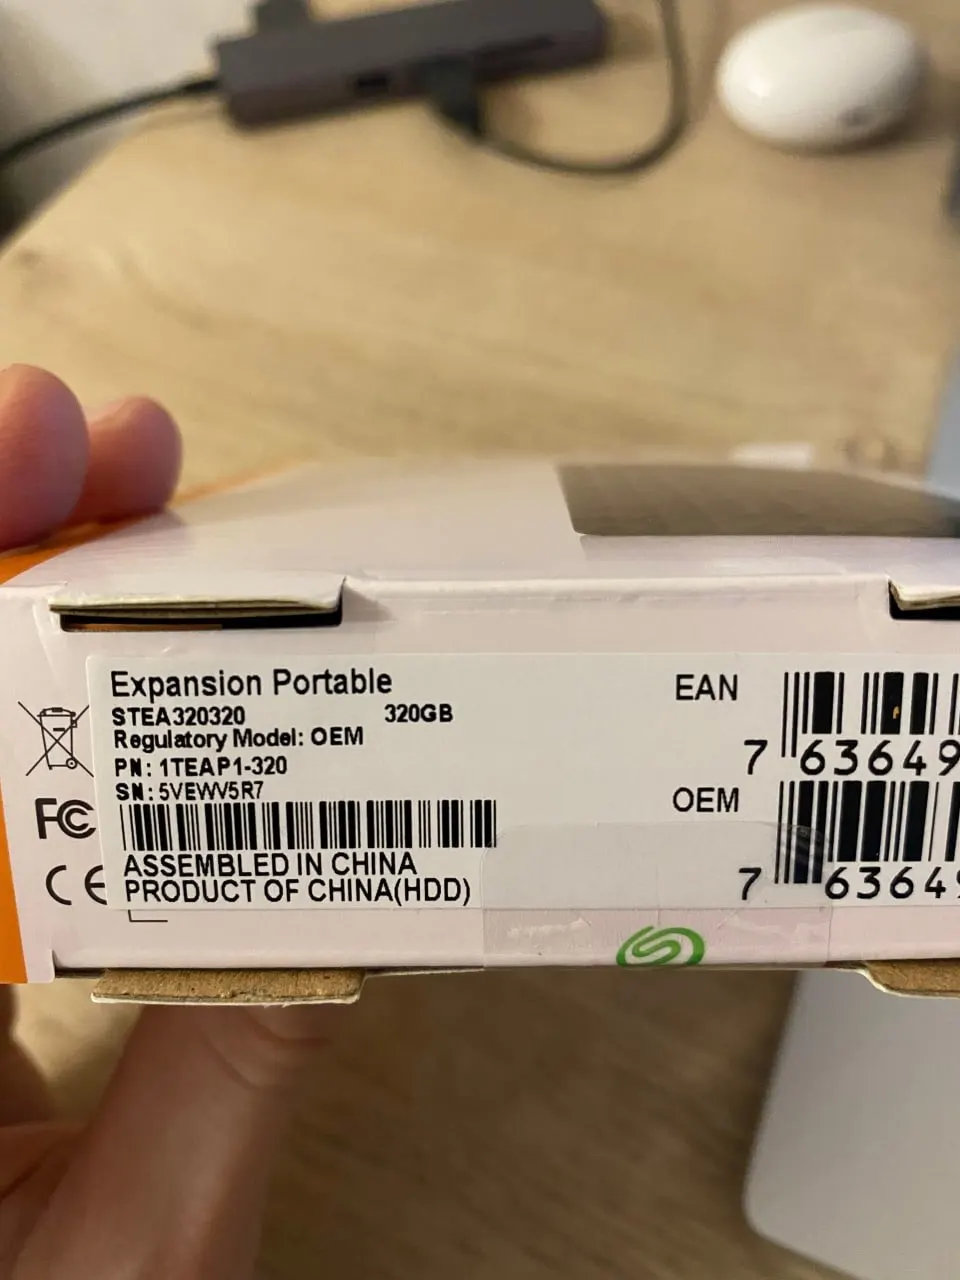 Expansion Portable
STEA320320 320GB
Regulatory Model: OEM
PN: 1TEAP1-320
SN: 5VEWV5R7
ASSEMBLED IN CHINA
PRODUCT OF CHINA(HDD)
FC
CE
EAN
7 63649
OEM
7 63649